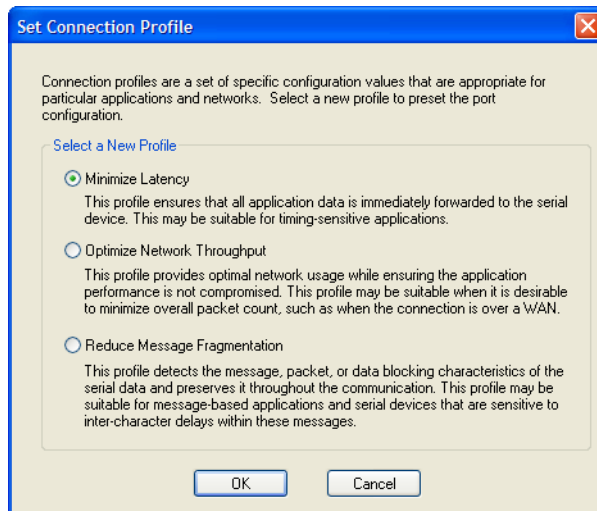 Set Connection Profile
Connection profiles are a set of specific configuration values that are appropriate for
particular applications and networks. Select a new profile to preset the port
configuration.
Select a New Profile
Minimize Latency
This profile ensures that all application data is immediately forwarded to the serial
device. This may be suitable for timing-sensitive applications.
Optimize Network Throughput
This profile provides optimal network usage while ensuring the application
performance is not compromised. This profile may be suitable when it is desirable
to minimize overall packet count, such as when the connection is over a WAN.
Reduce Message Fragmentation
This profile detects the message, packet, or data blocking characteristics of the
serial data and preserves it throughout the communication. This profile may be
suitable for message-based applications and serial devices that are sensitive to
inter-character delays within these messages.
OK
Cancel